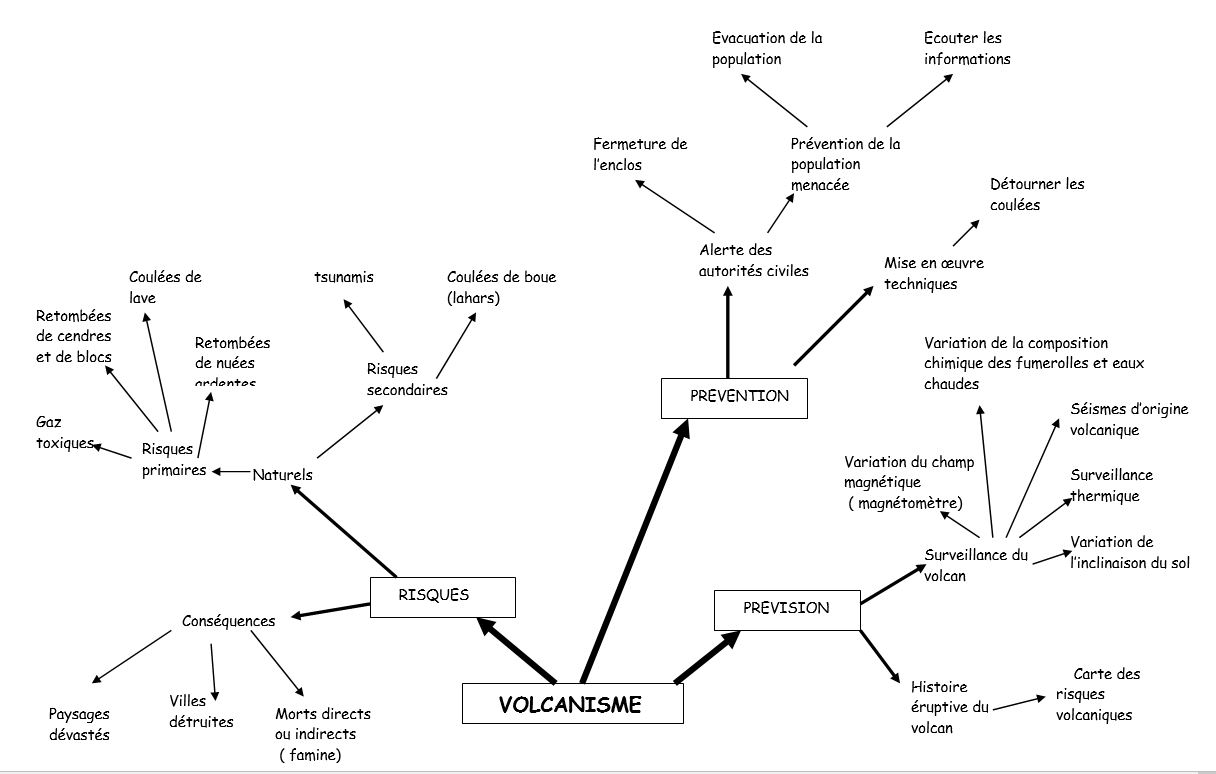 Evacuation de la
population
Ecouter les
informations
Fermeture de
l'enclos
Prévention de la
population
menacée
Détourner les
coulées
Alerte des
autorités civiles
Mise en œuvre
techniques
Coulées de
lave
tsunamis
Coulées de boue
(lahars)
Retombées
de cendres
et de blocs
Retombées
de nuées
ardentes
Risques
secondaires
Variation de la composition
chimique des fumerolles et eaux
chaudes
PREVENTION
Gaz
toxiques
Risques
primaires
Naturels
Séismes d'origine
volcanique
Variation du champ
magnétique
( magnétomètre)
Surveillance
thermique
Surveillance du
volcan
Variation de
l'inclinaison du sol
RISQUES
PREVISION
Conséquences
Paysages
dévastés
Villes
détruites
Morts directs
ou indirects
( famine)
VOLCANISME
Histoire
éruptive du
volcan
Carte des
risques
volcaniques